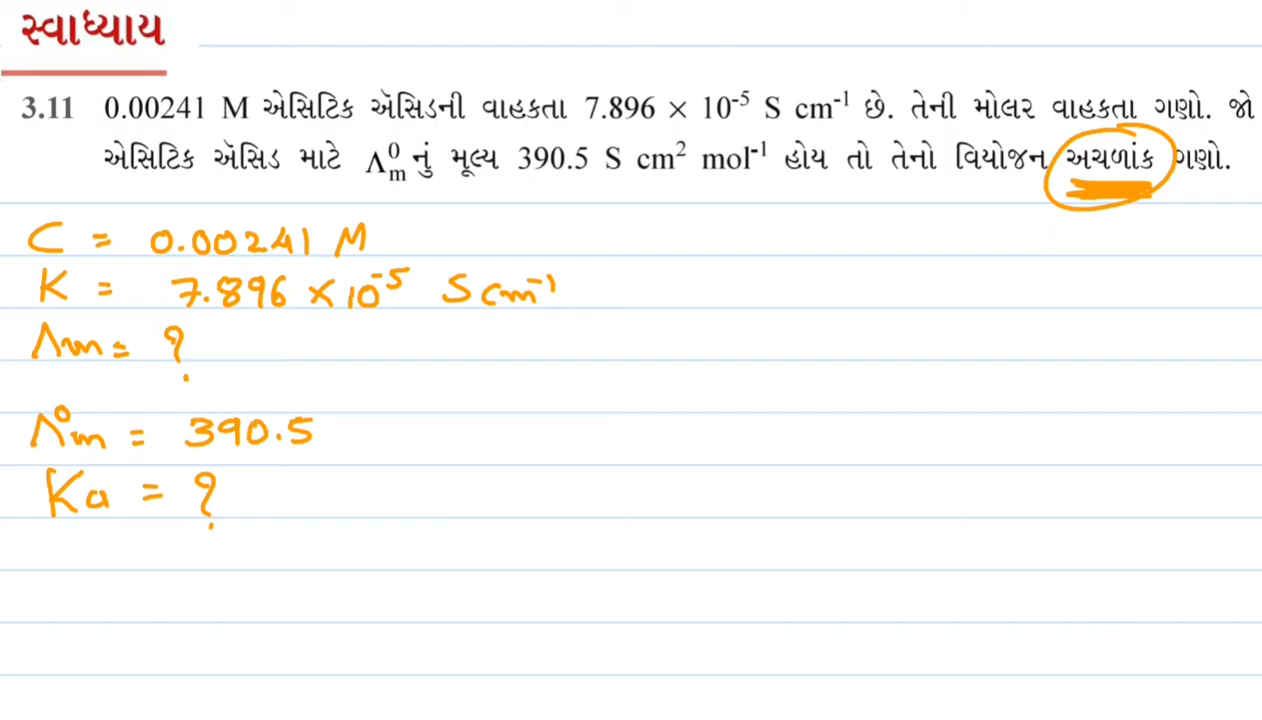 સ્વાધ્યાય
3.11 0.00241 M એસિટિક ઍસિડની વાહકતા 7.896 × 10⁻⁵ S cm⁻¹ છે. તેની મોલર વાહકતા ગણો. જો
એસિટિક ઍસિડ માટે Λ⁰ₘ નું મૂલ્ય 390.5 S cm² mol⁻¹ હોય તો તેનો વિયોજન અચળાંક ગણો.
C = 0.00241 M
K = 7.896 × 10⁻⁵ S cm⁻¹
Λm = ?
Λ⁰m = 390.5
Ka = ?